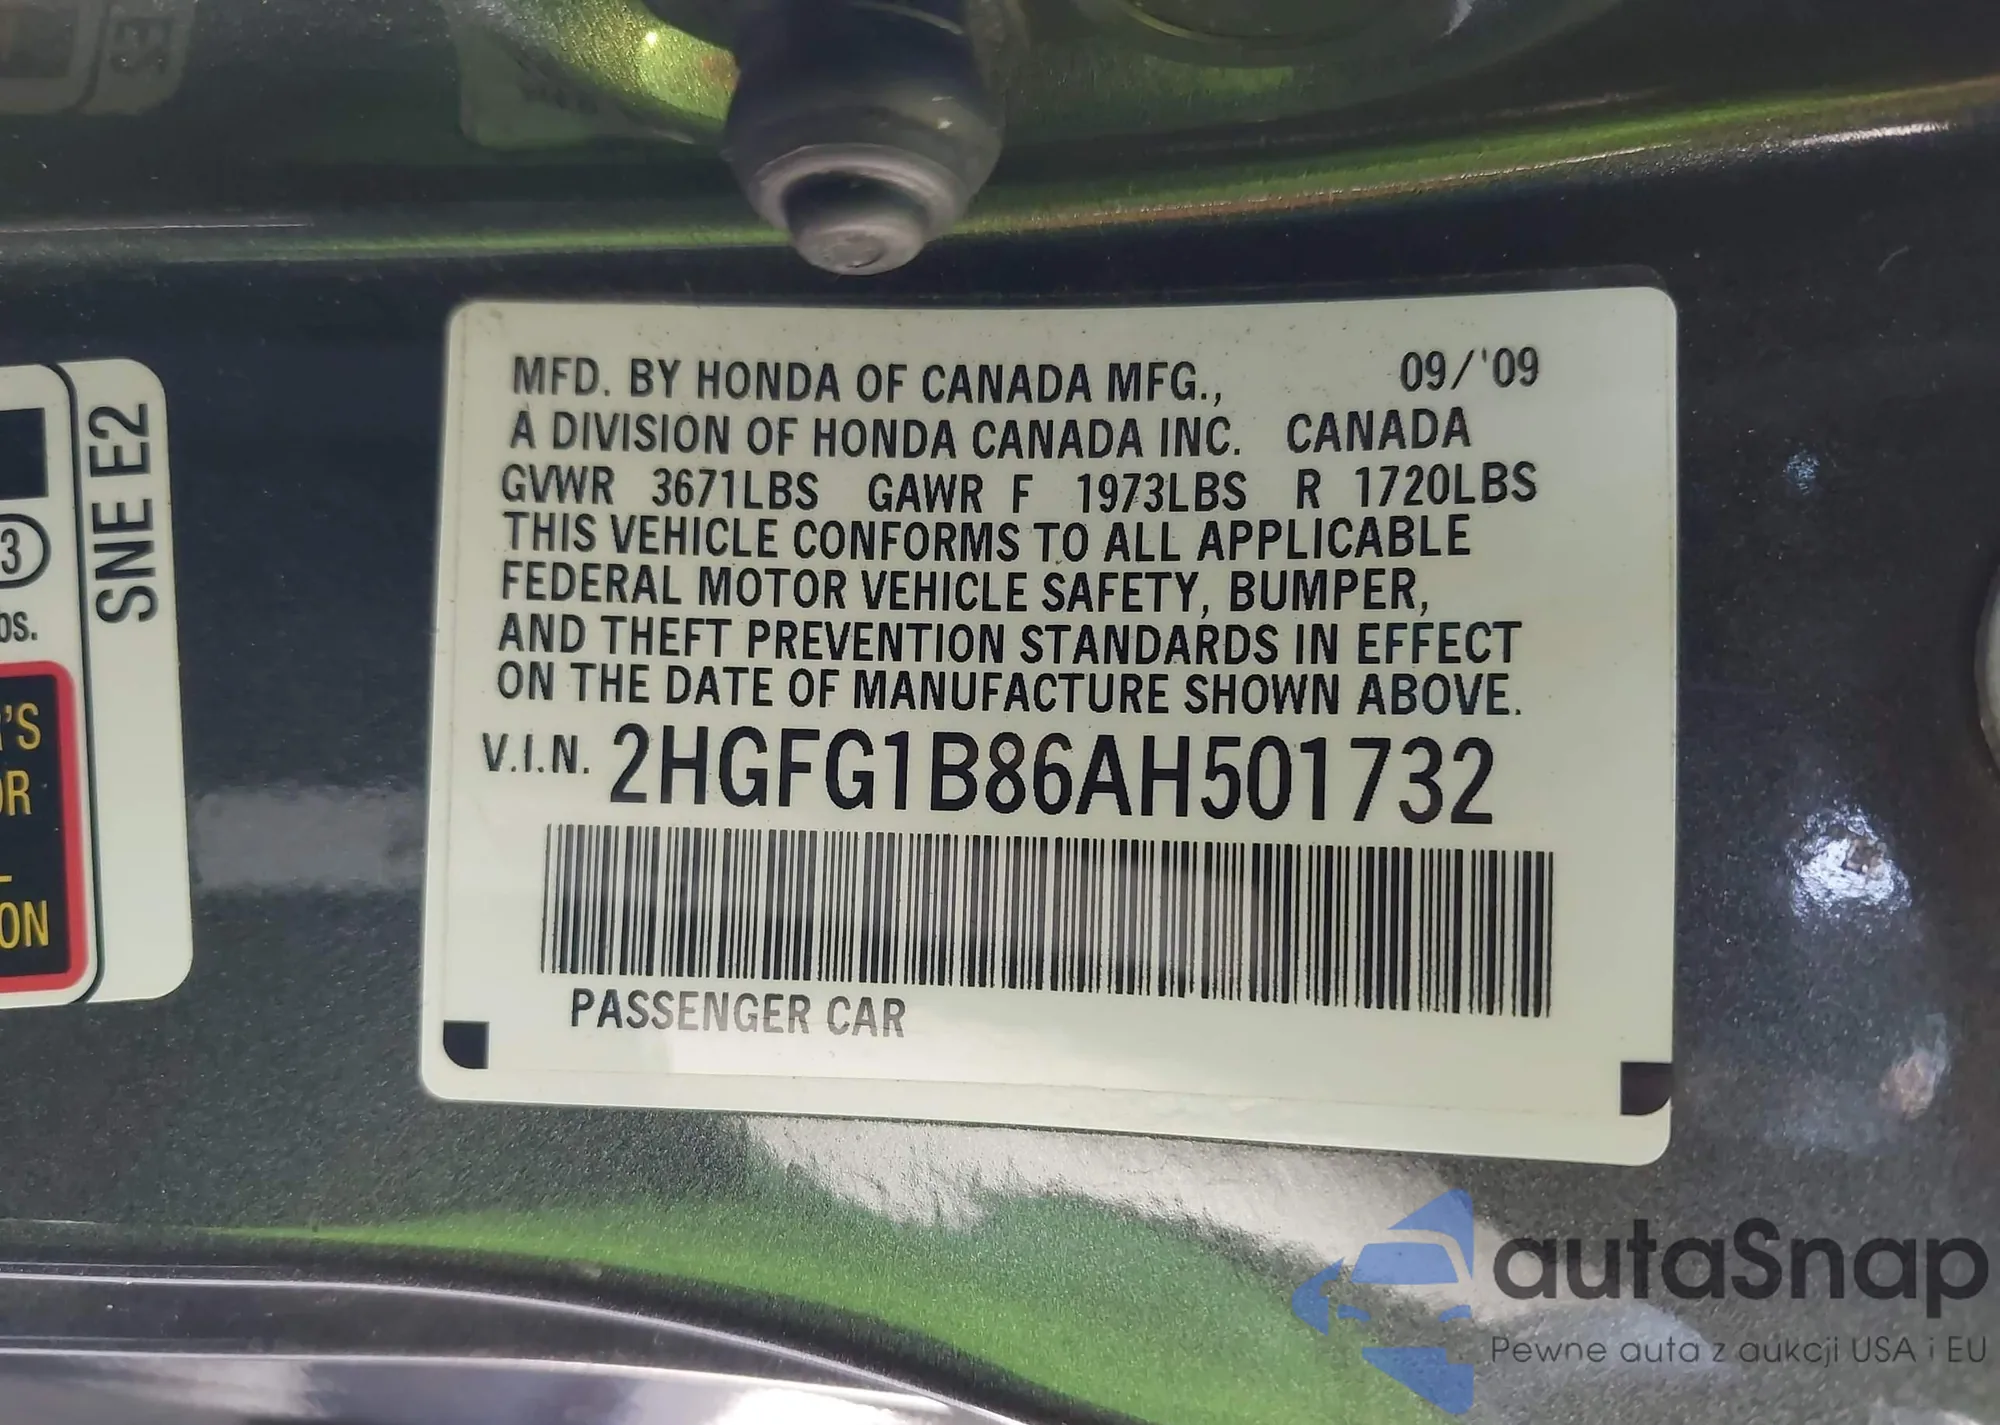 MFD. BY HONDA OF CANADA MFG., 09/'09
A DIVISION OF HONDA CANADA INC. CANADA
GVWR 3671LBS GAWR F 1973LBS R 1720LBS
THIS VEHICLE CONFORMS TO ALL APPLICABLE
FEDERAL MOTOR VEHICLE SAFETY, BUMPER,
AND THEFT PREVENTION STANDARDS IN EFFECT
ON THE DATE OF MANUFACTURE SHOWN ABOVE.
V.I.N. 2HGFG1B86AH501732
PASSENGER CAR
SNE E2
3
autaSnap
Pewne auta z aukcji USA i EU